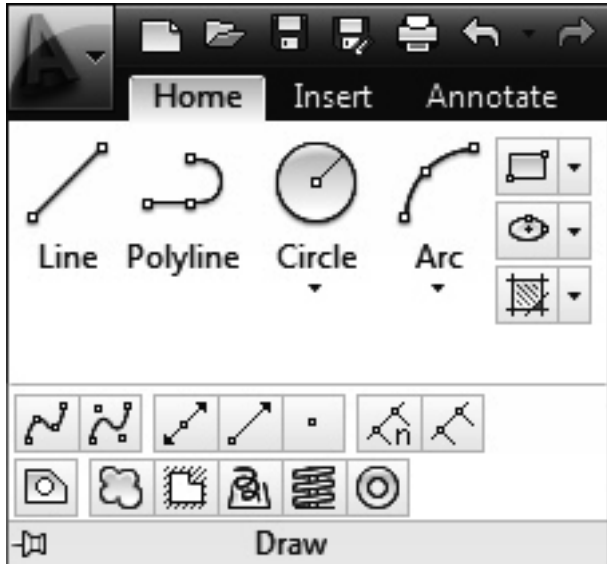 A
Home Insert Annotate
Line Polyline Circle Arc
n
Draw